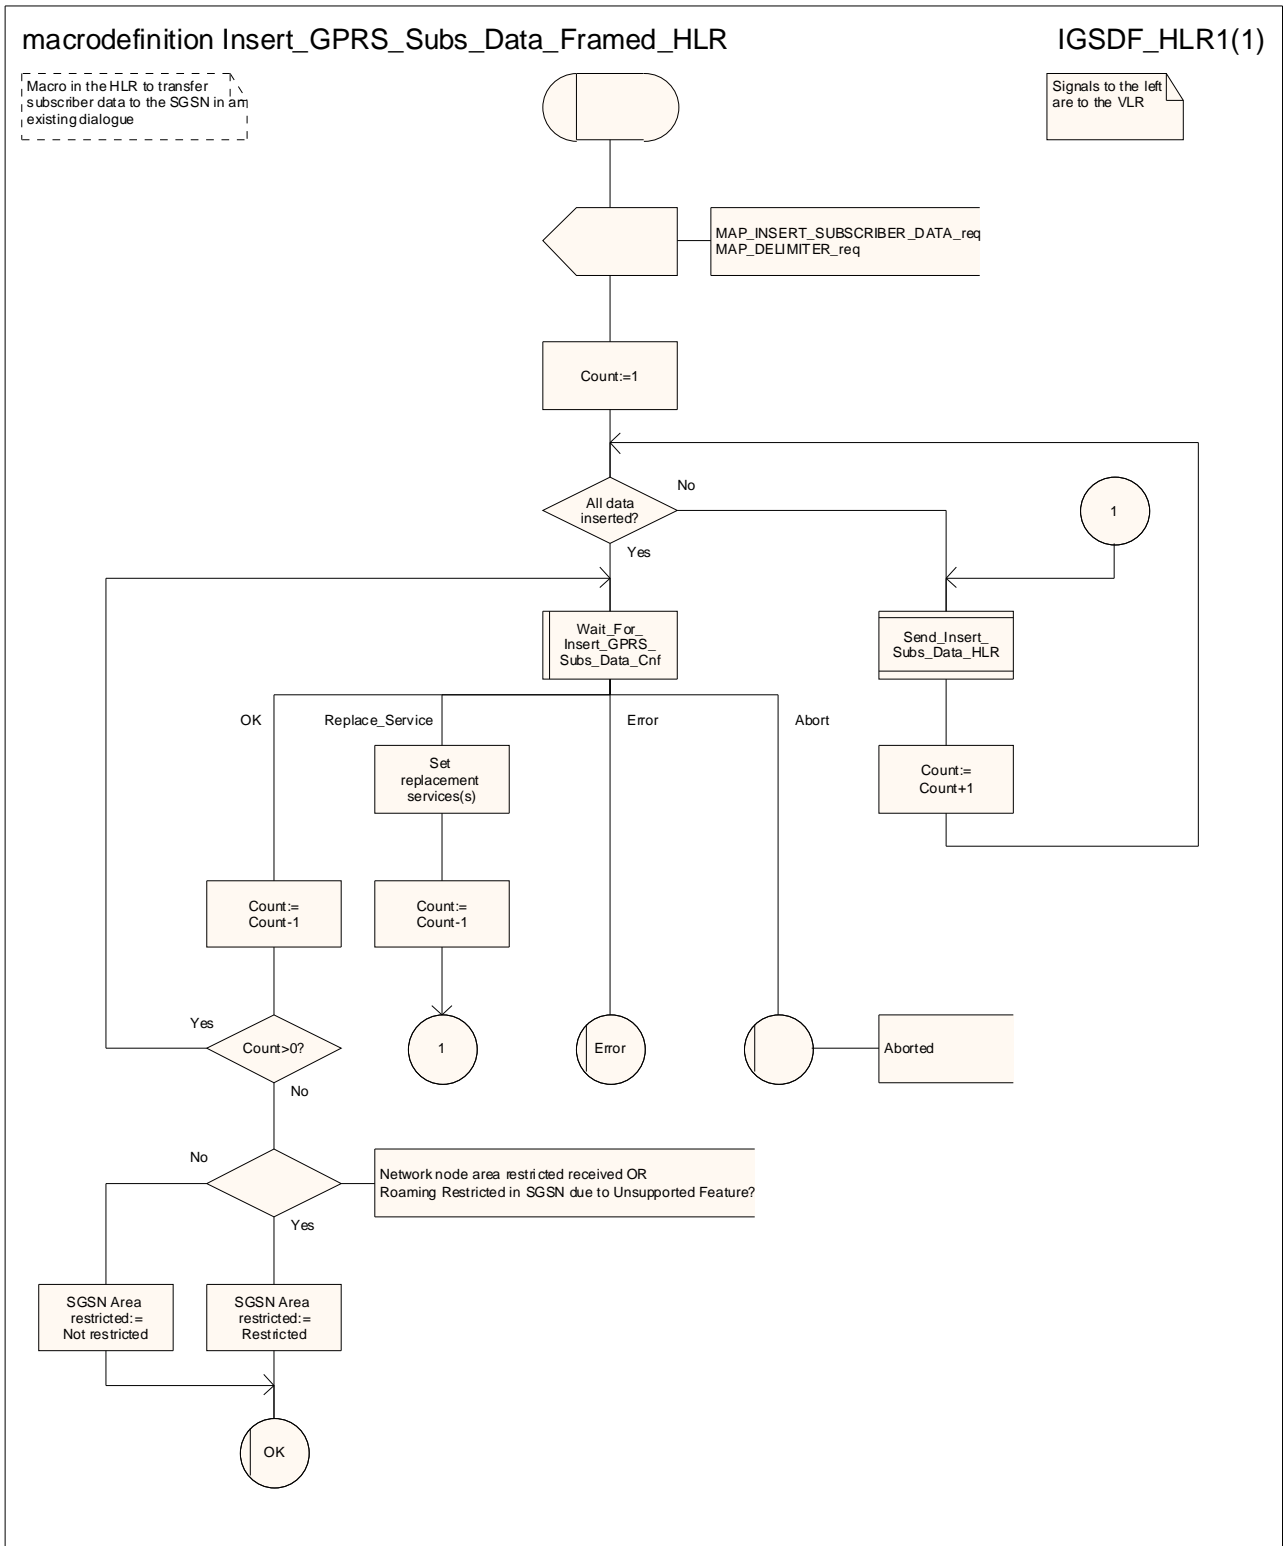 macrodefinition Insert_GPRS_Subs_Data_Framed_HLR
IGSDF_HLR1(1)
Macro in the HLR to transfer
subscriber data to the SGSN in an
existing dialogue
Signals to the left
are to the VLR
MAP_INSERT_SUBSCRIBER_DATA_req
MAP_DELIMITER_req
Count:=1
All data
inserted?
No
Yes
1
Wait_For_
Insert_GPRS_
Subs_Data_Cnf
Send_Insert_
Subs_Data_HLR
OK
Replace_Service
Error
Abort
Set
replacement
services(s)
Count:=
Count+1
Count:=
Count-1
Count:=
Count-1
Yes
Count>0?
No
1
Error
Aborted
No
Network node area restricted received OR
Roaming Restricted in SGSN due to Unsupported Feature?
Yes
SGSN Area
restricted:=
Not restricted
SGSN Area
restricted:=
Restricted
OK